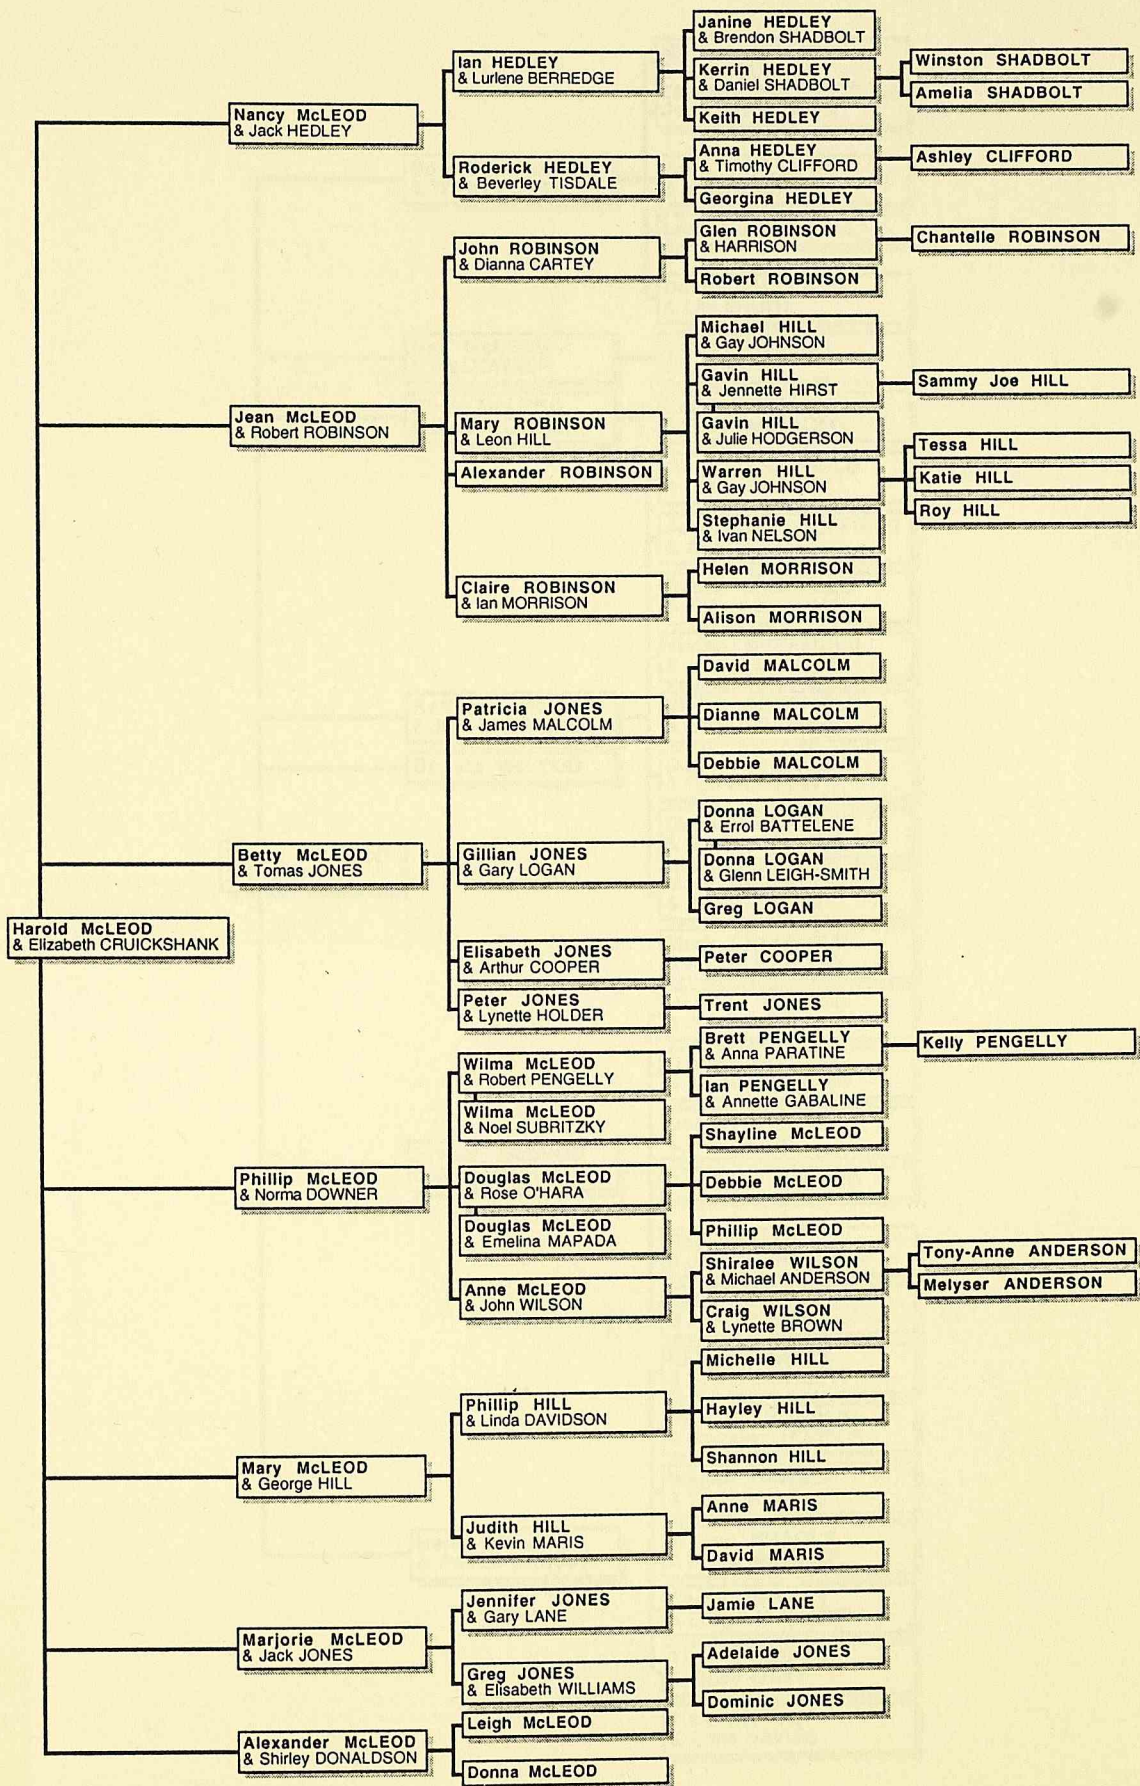 Janine HEDLEY
& Brendon SHADBOLT
Ian HEDLEY
& Lurlene BERREDGE
Kerrin HEDLEY
& Daniel SHADBOLT
Winston SHADBOLT
Amelia SHADBOLT
Nancy McLEOD
& Jack HEDLEY
Keith HEDLEY
Roderick HEDLEY
& Beverley TISDALE
Anna HEDLEY
& Timothy CLIFFORD
Ashley CLIFFORD
Georgina HEDLEY
John ROBINSON
& Dianna CARTEY
Glen ROBINSON
& HARRISON
Chantelle ROBINSON
Robert ROBINSON
Michael HILL
& Gay JOHNSON
Gavin HILL
& Jennette HIRST
Sammy Joe HILL
Jean McLEOD
& Robert ROBINSON
Mary ROBINSON
& Leon HILL
Gavin HILL
& Julie HODGERSON
Alexander ROBINSON
Warren HILL
& Gay JOHNSON
Tessa HILL
Katie HILL
Roy HILL
Stephanie HILL
& Ivan NELSON
Claire ROBINSON
& Ian MORRISON
Helen MORRISON
Alison MORRISON
Patricia JONES
& James MALCOLM
David MALCOLM
Dianne MALCOLM
Debbie MALCOLM
Betty McLEOD
& Tomas JONES
Gillian JONES
& Gary LOGAN
Donna LOGAN
& Errol BATTELENE
Donna LOGAN
& Glenn LEIGH-SMITH
Greg LOGAN
Harold McLEOD
& Elizabeth CRUICKSHANK
Elisabeth JONES
& Arthur COOPER
Peter COOPER
Peter JONES
& Lynette HOLDER
Trent JONES
Wilma McLEOD
& Robert PENGELLY
Brett PENGELLY
& Anna PARATINE
Kelly PENGELLY
Ian PENGELLY
& Annette GABALINE
Wilma McLEOD
& Noel SUBRITZKY
Phillip McLEOD
& Norma DOWNER
Douglas McLEOD
& Rose O'HARA
Shayline McLEOD
Debbie McLEOD
Phillip McLEOD
Douglas McLEOD
& Emelina MAPADA
Anne McLEOD
& John WILSON
Shiralee WILSON
& Michael ANDERSON
Tony-Anne ANDERSON
Melyser ANDERSON
Craig WILSON
& Lynette BROWN
Phillip HILL
& Linda DAVIDSON
Michelle HILL
Hayley HILL
Shannon HILL
Mary McLEOD
& George HILL
Judith HILL
& Kevin MARIS
Anne MARIS
David MARIS
Jennifer JONES
& Gary LANE
Jamie LANE
Marjorie McLEOD
& Jack JONES
Greg JONES
& Elisabeth WILLIAMS
Adelaide JONES
Dominic JONES
Alexander McLEOD
& Shirley DONALDSON
Leigh McLEOD
Donna McLEOD